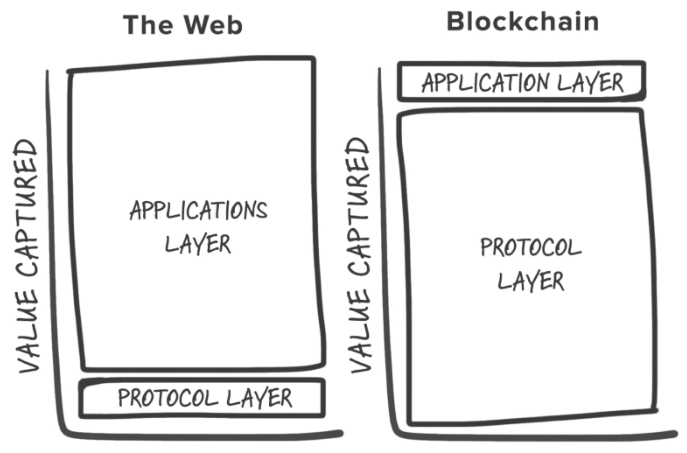 The Web
VALUE CAPTURED
APPLICATIONS
LAYER
PROTOCOL LAYER
Blockchain
VALUE CAPTURED
APPLICATION LAYER
PROTOCOL
LAYER